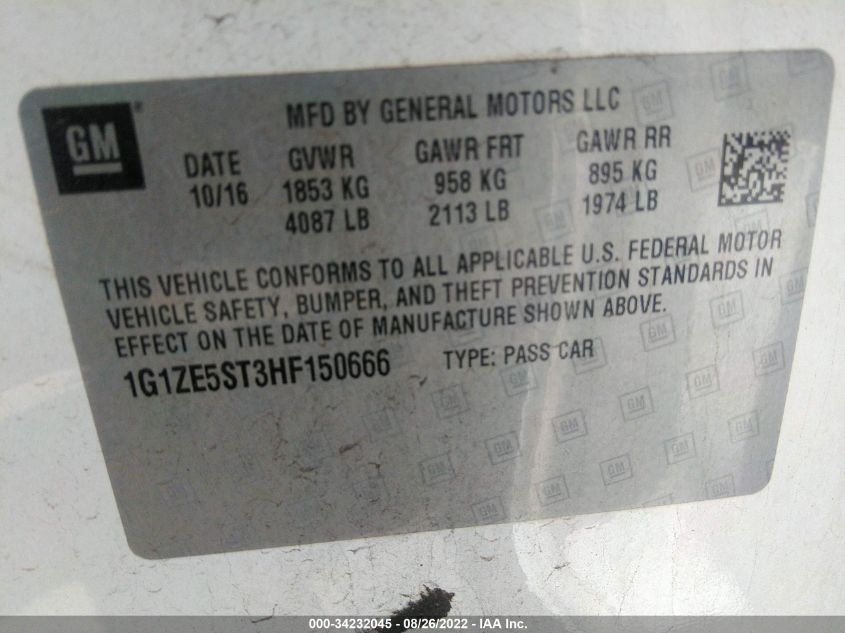 GM
MFD BY GENERAL MOTORS LLC
DATE GVWR GAWR FRT GAWR RR
10/16 1853 KG 958 KG 895 KG
4087 LB 2113 LB 1974 LB
THIS VEHICLE CONFORMS TO ALL APPLICABLE U.S. FEDERAL MOTOR
VEHICLE SAFETY, BUMPER, AND THEFT PREVENTION STANDARDS IN
EFFECT ON THE DATE OF MANUFACTURE SHOWN ABOVE.
1G1ZE5ST3HF150666 TYPE: PASS CAR
000-34232045 - 08/26/2022 - IAA Inc.